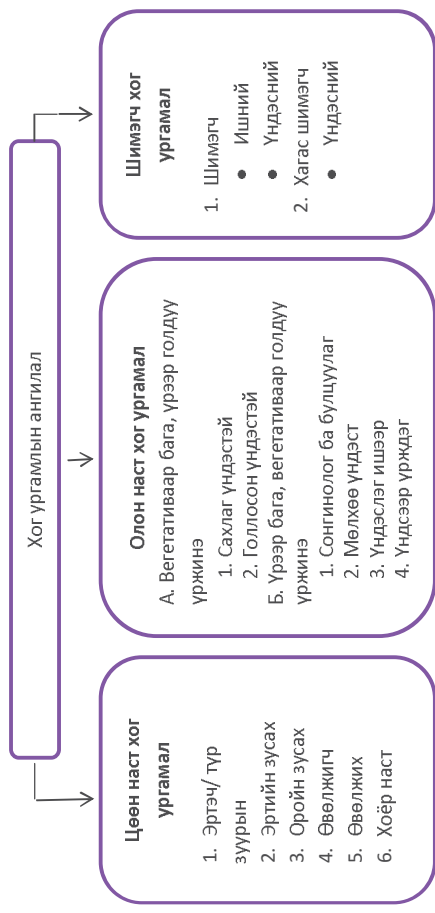 Хог ургамлын ангилал
Цөөн наст хог
ургамал
1. Эртэч/ түр
зуурын
2. Эртийн зусах
3. Оройн зусах
4. Өвөлжигч
5. Өвөлжих
6. Хоёр наст
Олон наст хог ургамал
А. Вегетативаар бага, үрээр голдуу
үржинэ
1. Сахлаг үндэстэй
2. Голлосон үндэстэй
Б. Үрээр бага, вегетативаар голдуу
үржинэ
1. Сонгинолог ба булцуулаг
2. Мөлхөө үндэст
3. Үндэслэг ишээр
4. Үндсээр үрждэг
Шимэгч хог
ургамал
1. Шимэгч
● Ишний
● Үндэсний
2. Хагас шимэгч
● Үндэсний